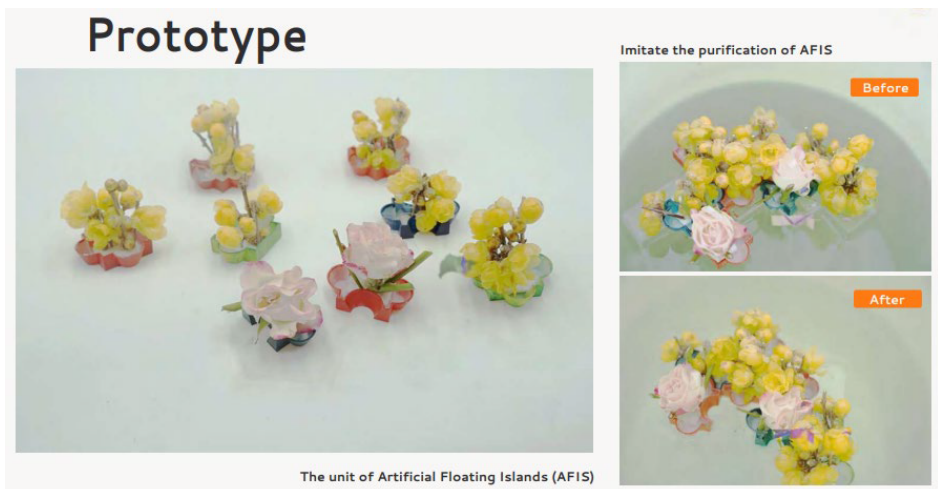 Prototype
Imitate the purification of AFIS
Before
After
The unit of Artificial Floating Islands (AFIS)